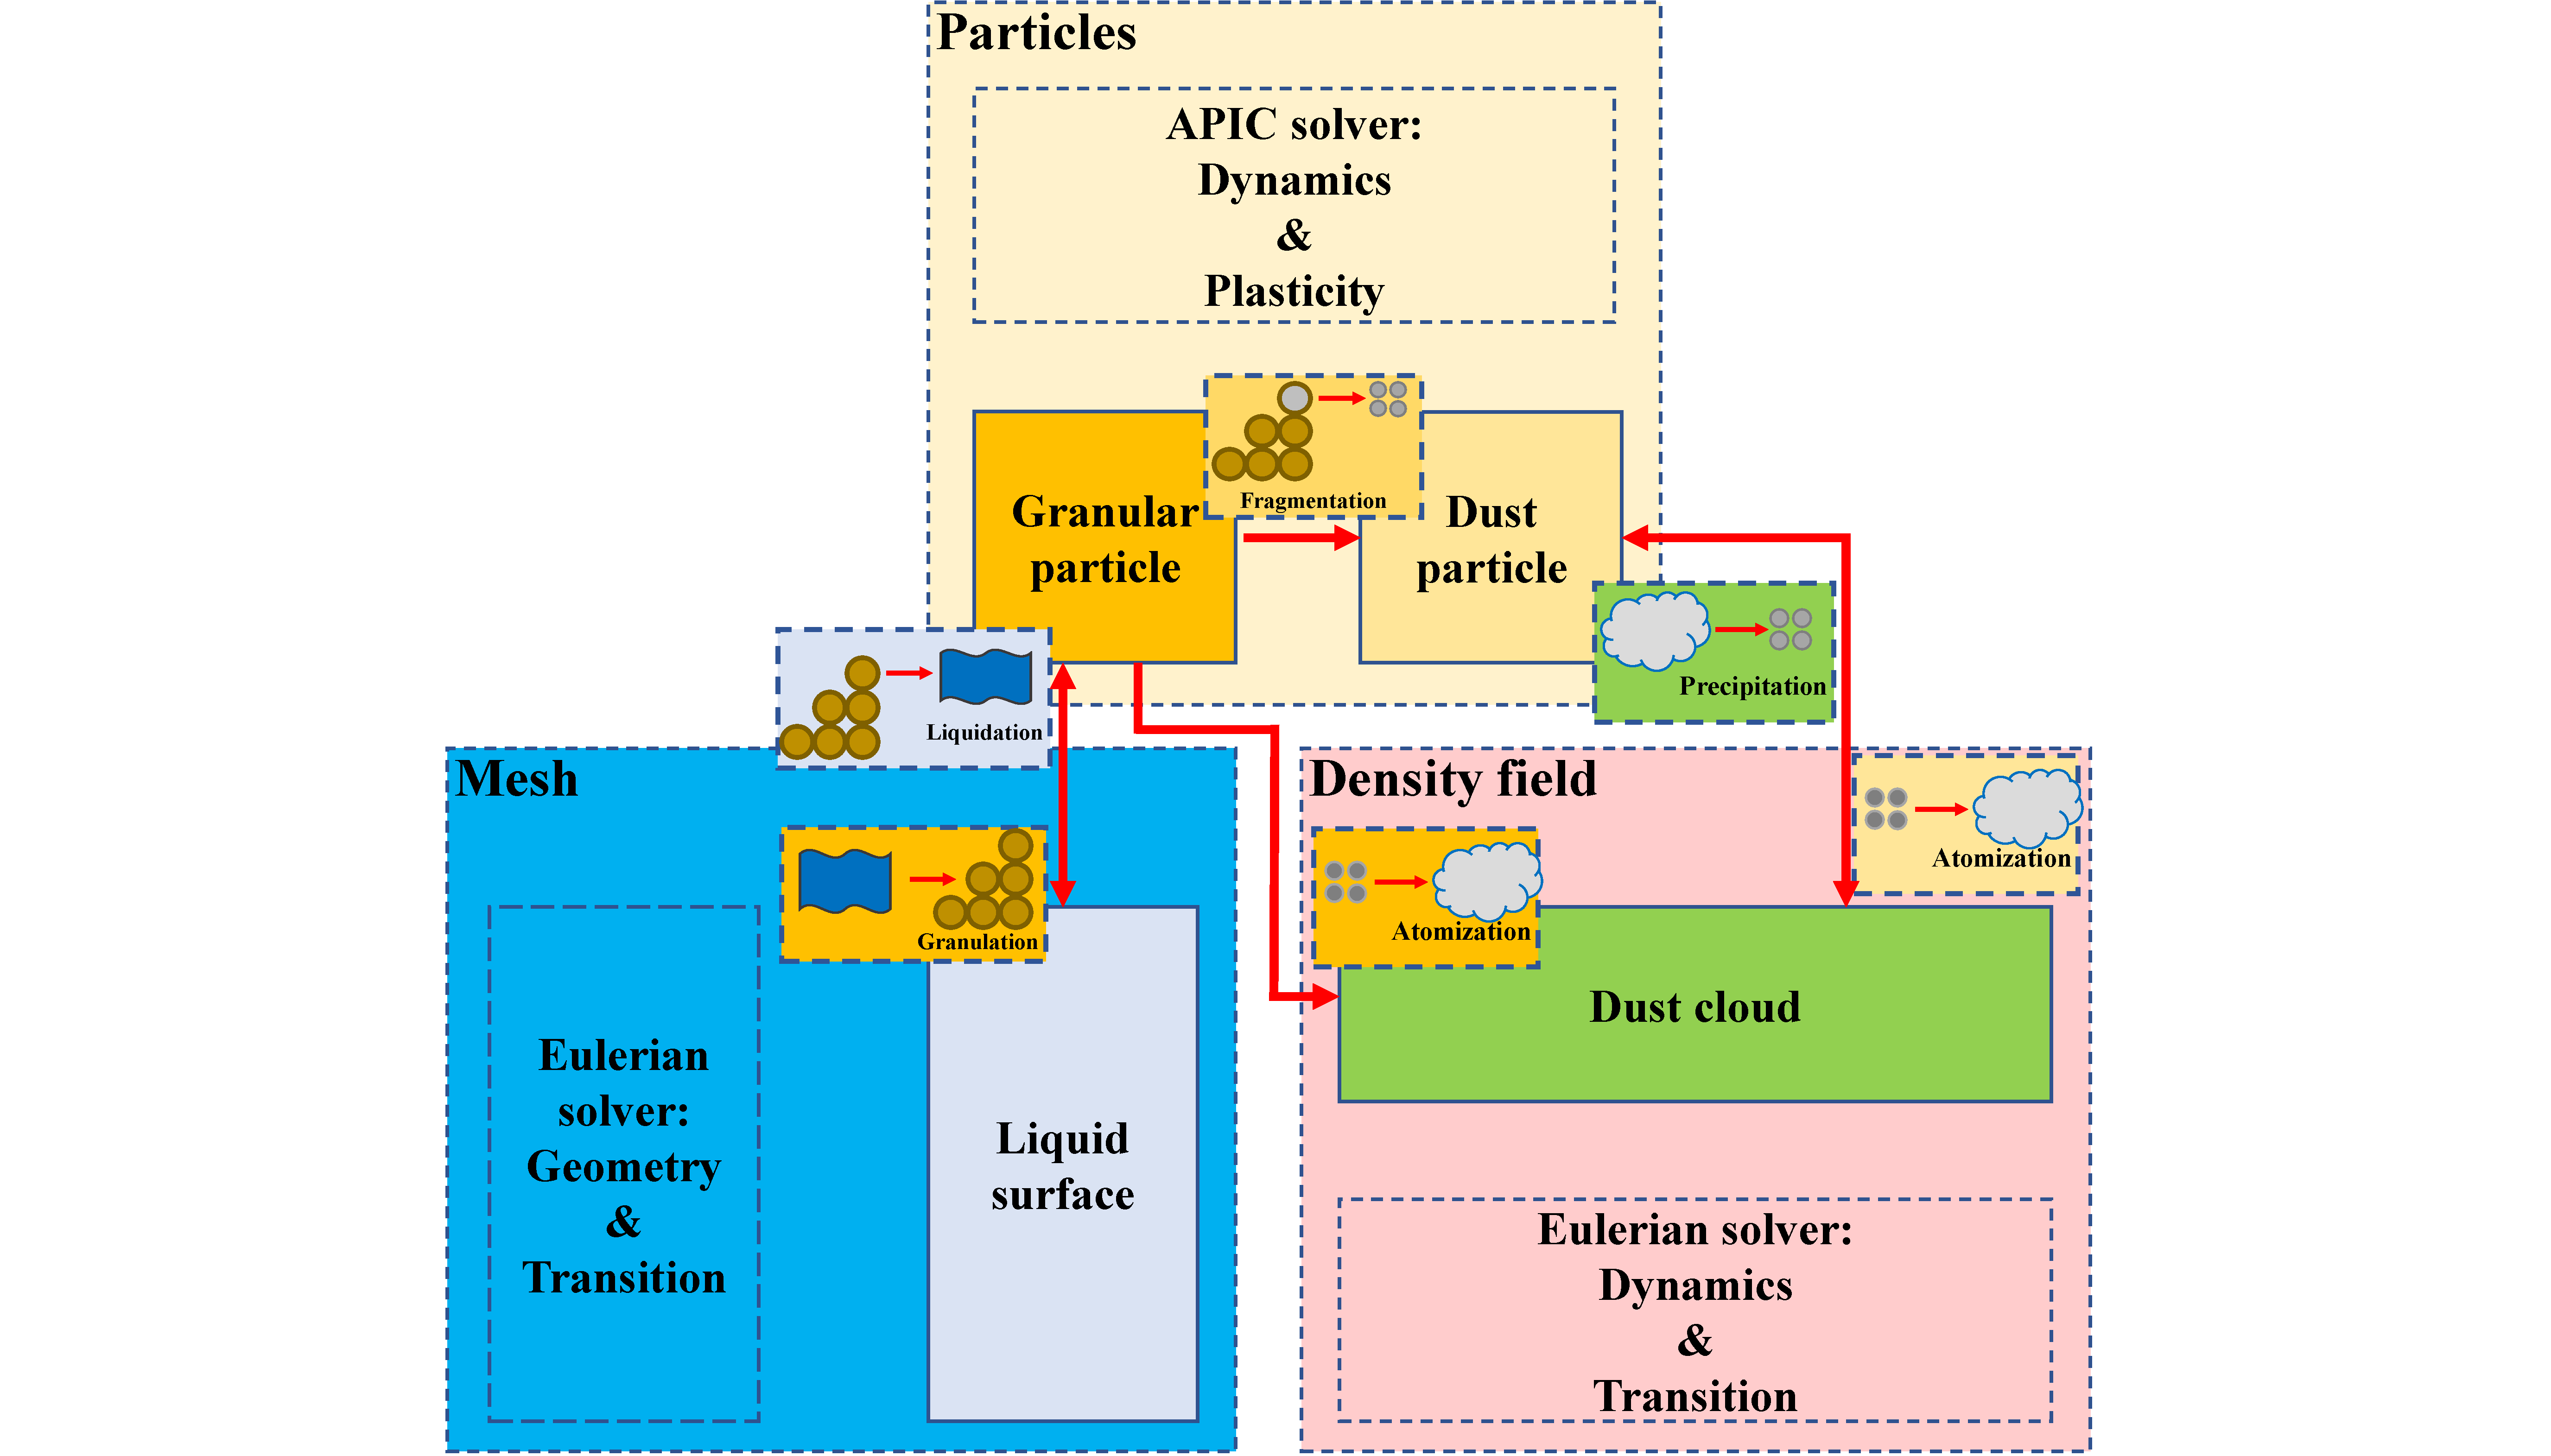 Particles
APIC solver:
Dynamics
&
Plasticity
Fragmentation
Granular
particle
Dust
particle
Precipitation
Liquidation
Mesh
Granulation
Eulerian
solver:
Geometry
&
Transition
Liquid
surface
Density field
Atomization
Atomization
Dust cloud
Eulerian solver:
Dynamics
&
Transition